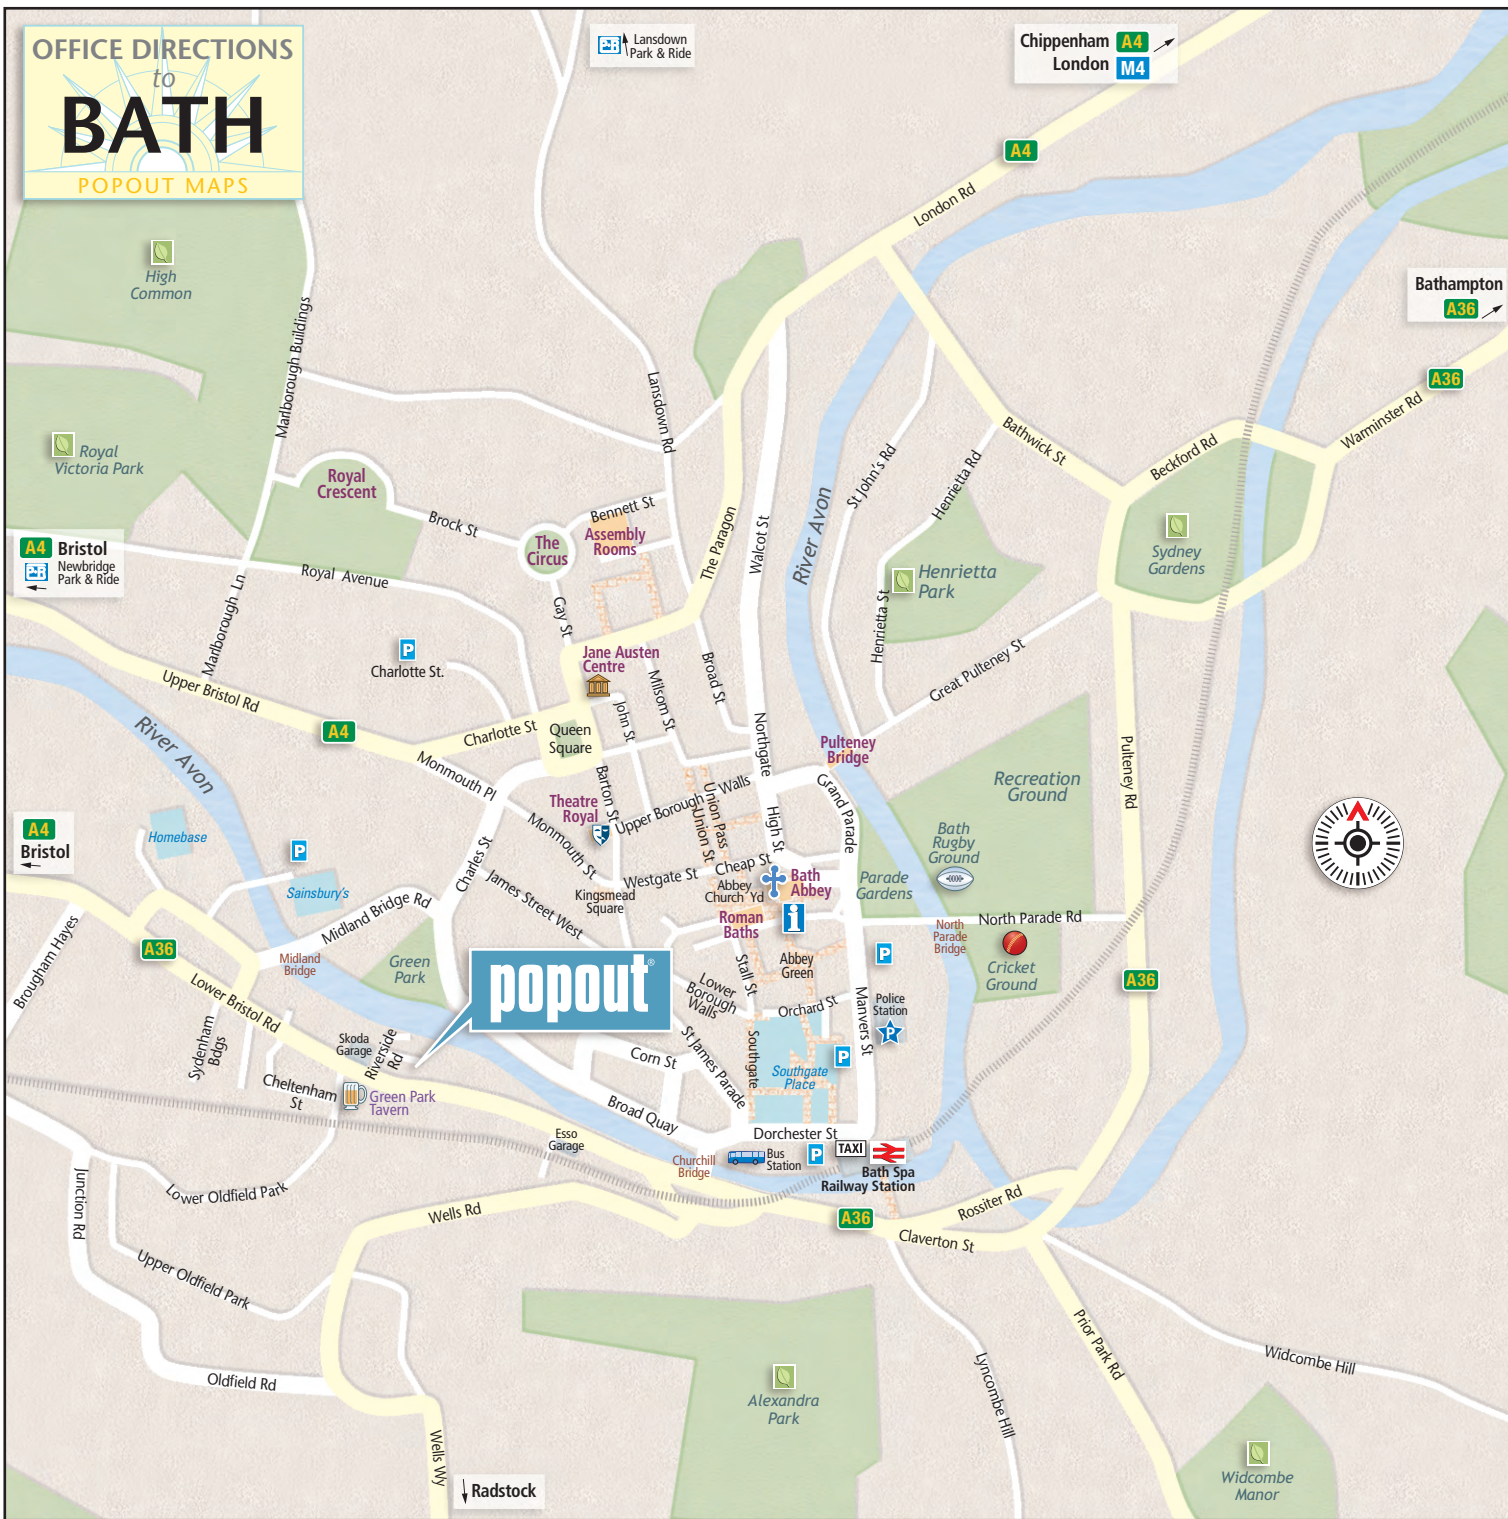 OFFICE DIRECTIONS
to
BATH
POPOUT MAPS
Lansdown
Park & Ride
Chippenham A4
London M4
A4
London Rd
High
Common
Bathampton
A36
A36
Warminster Rd
Marlborough Buildings
Lansdown Rd
Bathwick St
Beckford Rd
Royal
Victoria Park
Royal
Crescent
Brock St
Bennett St
Assembly
Rooms
The
Circus
The Paragon
Walcot St
River Avon
St John's Rd
Henrietta Rd
Sydney
Gardens
A4 Bristol
Newbridge
Park & Ride
Royal Avenue
Marlborough Ln
Gay St
Henrietta
Park
Henrietta St
Great Pulteney St
P
Charlotte St.
Jane Austen
Centre
Milsom St
Broad St
John St
Upper Bristol Rd
A4
Charlotte St
Queen
Square
Northgate
Pulteney
Bridge
Pulteney Rd
River Avon
Monmouth Pl
Barton St
Theatre
Royal
Upper Borough Walls
Union Pass
Union St
High St
Grand Parade
Recreation
Ground
Bath
Rugby
Ground
Homebase
A4
Bristol
P
Sainsbury's
Charles St
Monmouth St
James Street West
Kingsmead
Square
Westgate St
Cheap St
Abbey
Church Yd
Bath
Abbey
Parade
Gardens
Roman
Baths
i
North Parade Rd
North
Parade
Bridge
Cricket
Ground
Midland Bridge Rd
Midland
Bridge
Green
Park
A36
Brougham Hayes
Lower Bristol Rd
popout®
Stall St
Abbey
Green
P
Lower
Borough
Walls
Orchard St
Manvers St
Police
Station
P
A36
Sydenham
Bdgs
Skoda
Garage
Riverside
Rd
Cheltenham
St
Green Park
Tavern
Corn St
St James Parade
Southgate
Southgate
Place
P
Broad Quay
Dorchester St
Esso
Garage
Churchill
Bridge
Bus
Station
P
TAXI
Bath Spa
Railway Station
Junction Rd
Lower Oldfield Park
Wells Rd
A36
Claverton St
Rossiter Rd
Upper Oldfield Park
Oldfield Rd
Wells Wy
Radstock
Alexandra
Park
Lyncombe Hill
Prior Park Rd
Widcombe Hill
Widcombe
Manor